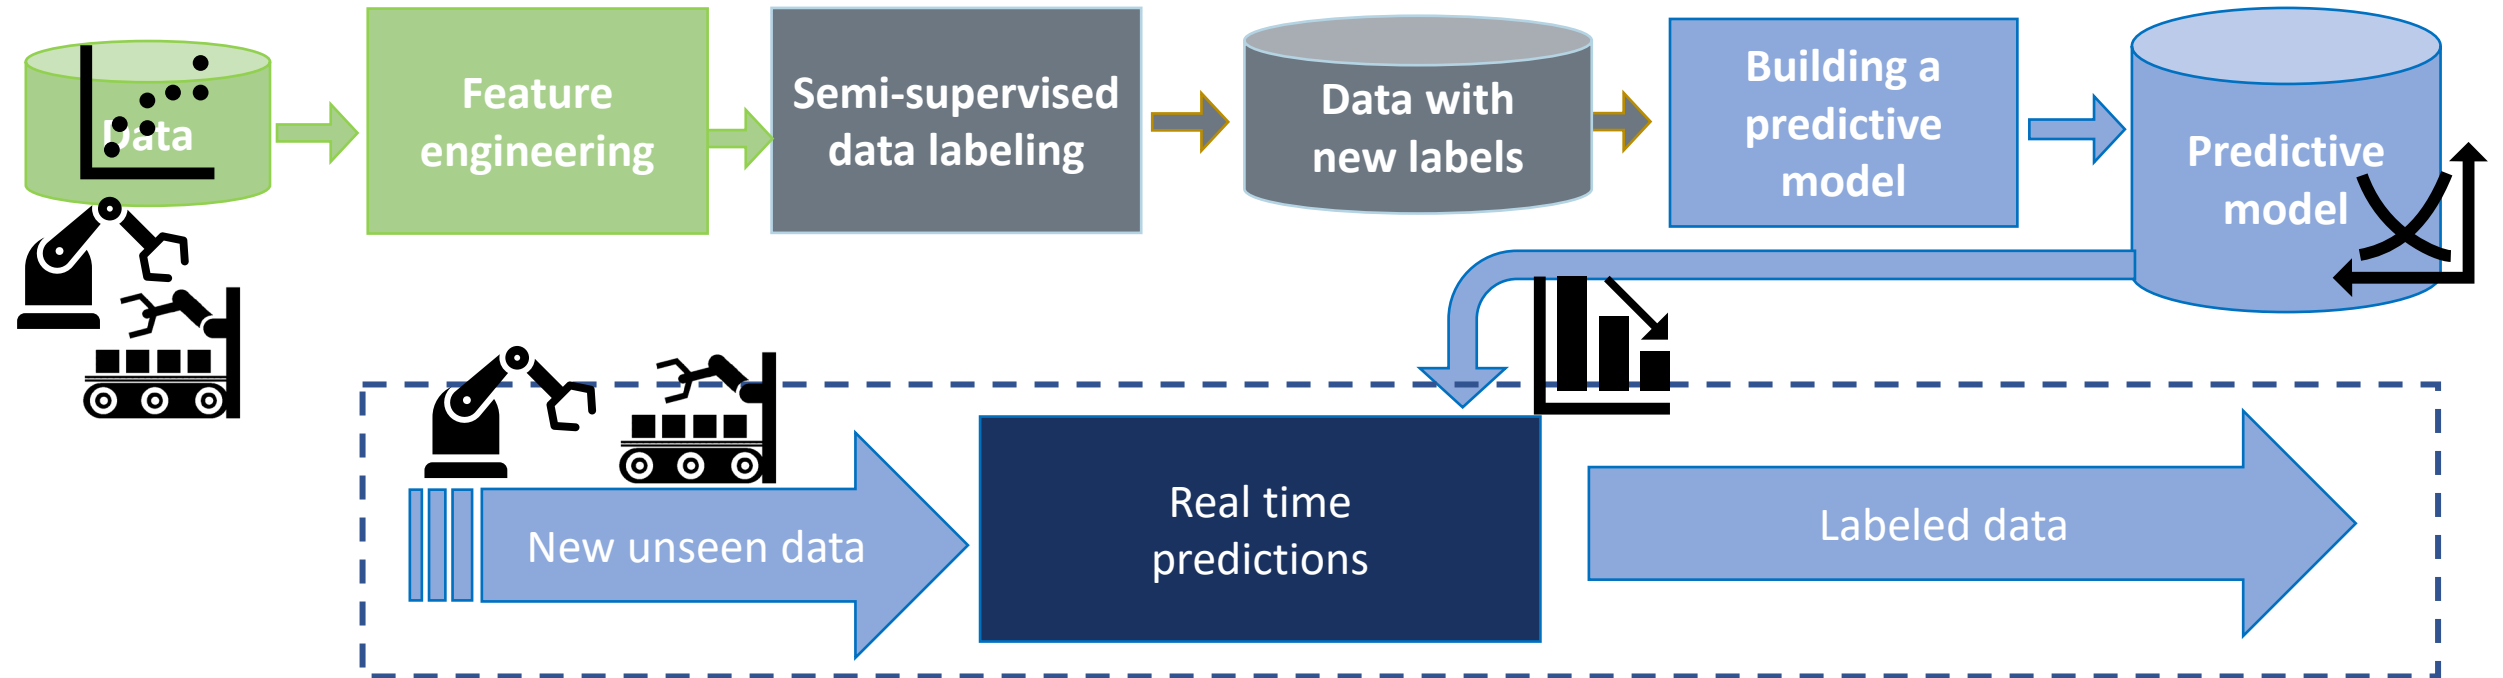 Data
Feature
engineering
Semi-supervised
data labeling
Data with
new labels
Building a
predictive
model
Predictive
model
New unseen data
Real time
predictions
Labeled data